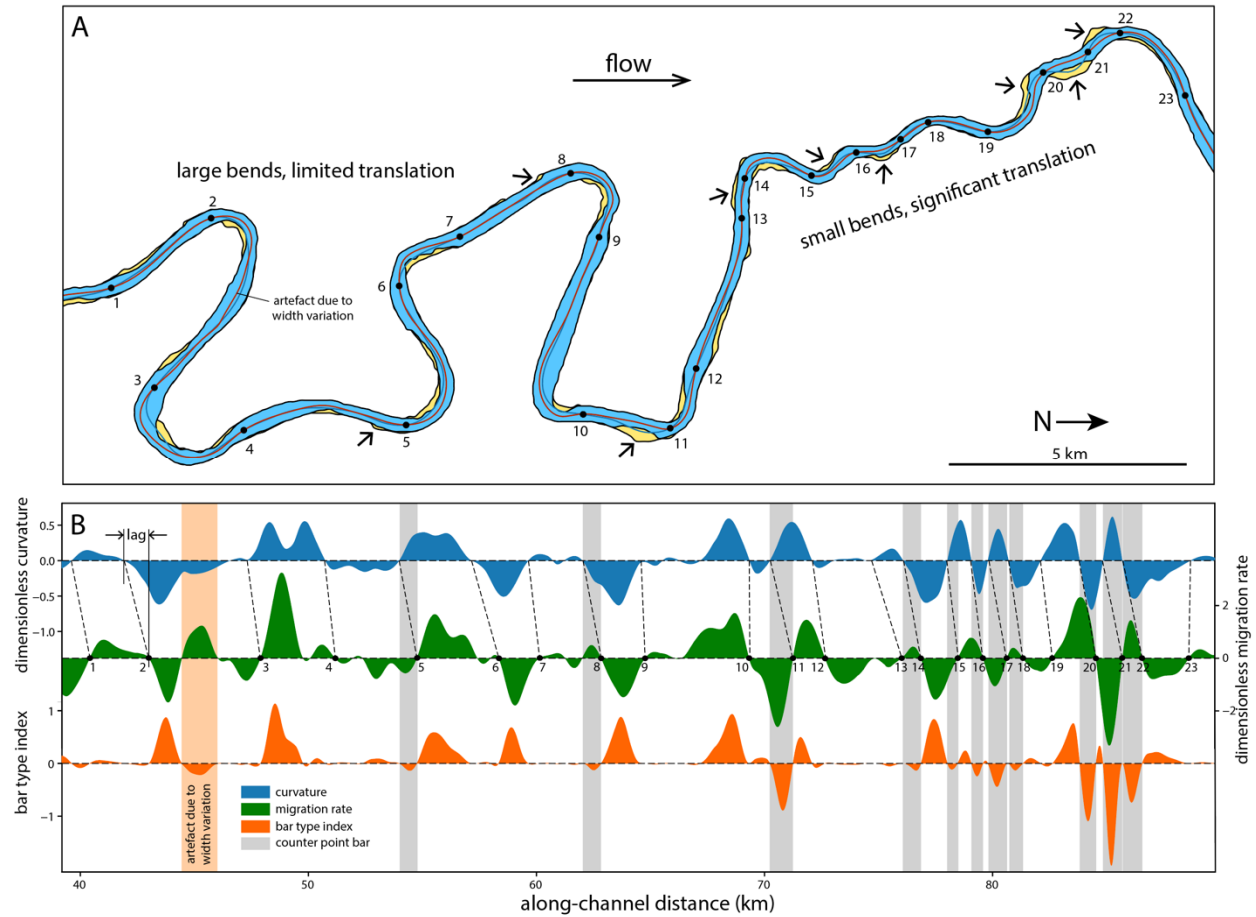 A
flow
large bends, limited translation
small bends, significant translation
artefact due to
width variation
1
2
3
4
5
6
7
8
9
10
11
12
13
14
15
16
17
18
19
20
21
22
23
N
5 km
B
lag
dimensionless curvature
0.5
0.0
−0.5
−1.0
dimensionless migration rate
2
0
−2
1 2 3 4 5 6 7 8 9 10 11 12 13 14 15 16 17 18 19 20 21 22 23
bar type index
1
0
−1
artefact due to
width variation
curvature
migration rate
bar type index
counter point bar
40 50 60 70 80
along-channel distance (km)